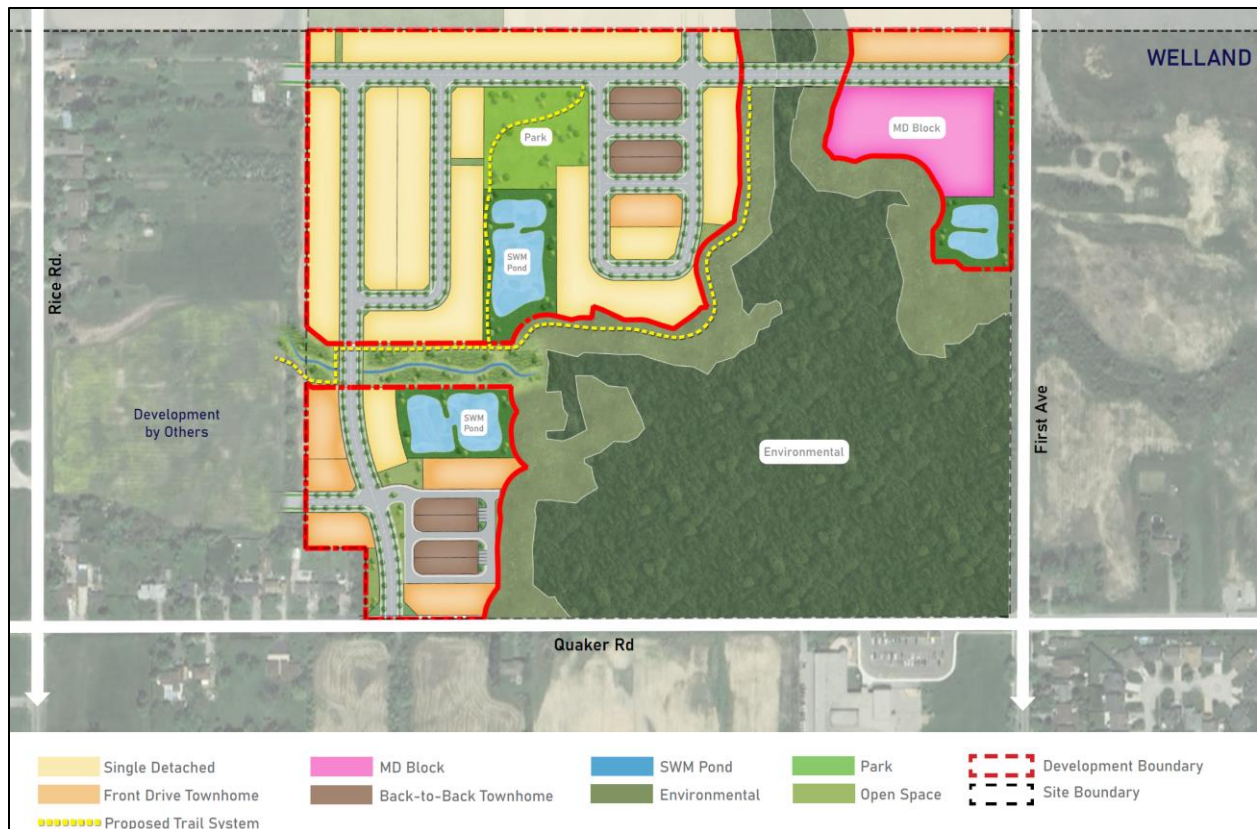 WELLAND
Park
MD Block
SWM
Pond
Rice Rd.
First Ave
Development
by Others
SWM
Pond
Environmental
Quaker Rd
Single Detached
MD Block
SWM Pond
Park
Development Boundary
Front Drive Townhome
Back-to-Back Townhome
Environmental
Open Space
Site Boundary
Proposed Trail System